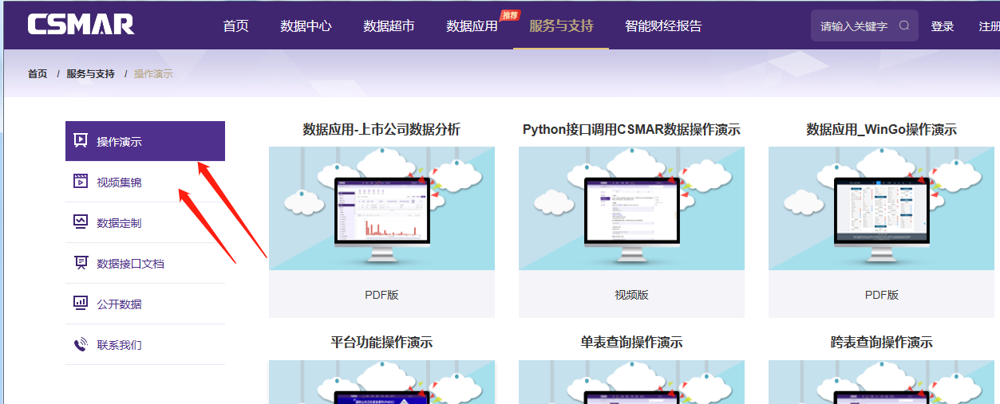 CSMAR
首页
数据中心
数据超市
数据应用
推荐
服务与支持
智能财经报告
请输入关键字
登录
注册
首页 / 服务与支持 / 操作演示
操作演示
视频集锦
数据定制
数据接口文档
公开数据
联系我们
数据应用-上市公司数据分析
Python接口调用CSMAR数据操作演示
数据应用_WinGo操作演示
PDF版
视频版
PDF版
平台功能操作演示
单表查询操作演示
跨表查询操作演示